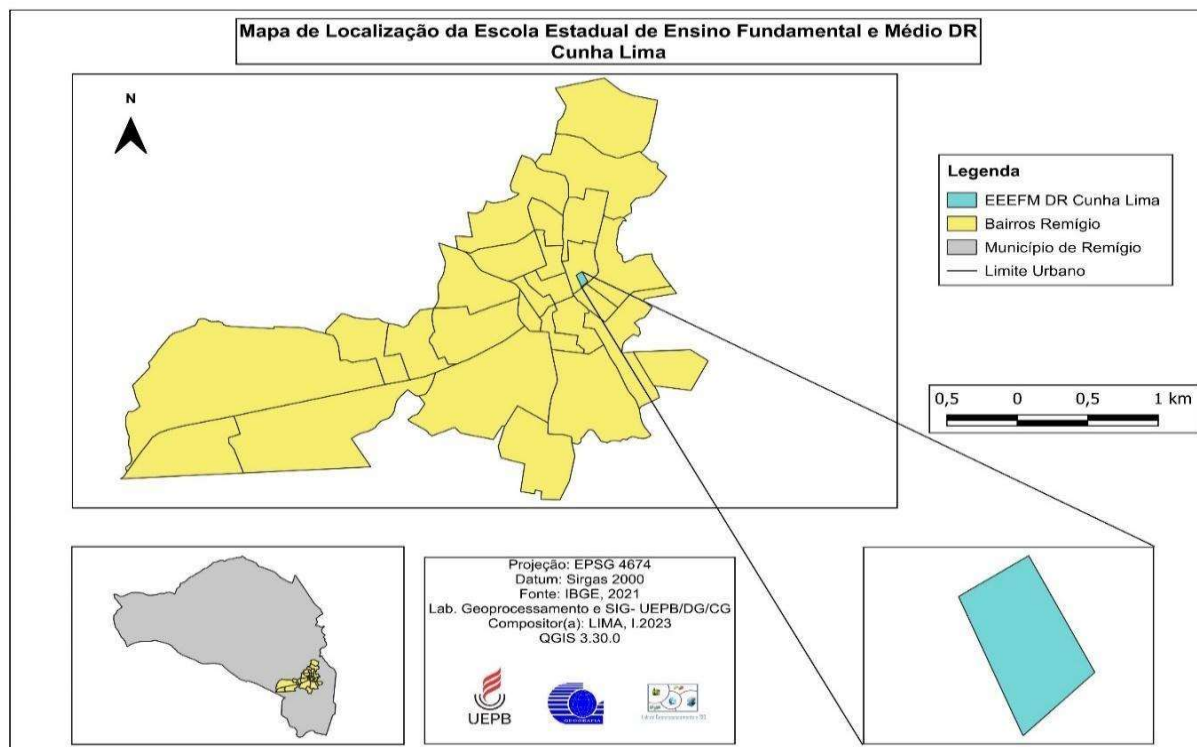 Mapa de Localização da Escola Estadual de Ensino Fundamental e Médio DR
Cunha Lima
N
Legenda
EEEFM DR Cunha Lima
Bairros Remígio
Município de Remígio
Limite Urbano
0,5 0 0,5 1 km
Projeção: EPSG 4674
Datum: Sirgas 2000
Fonte: IBGE, 2021
Lab. Geoprocessamento e SIG- UEPB/DG/CG
Compositor(a): LIMA, I.2023
QGIS 3.30.0
UEPB
GEOGRAFIA